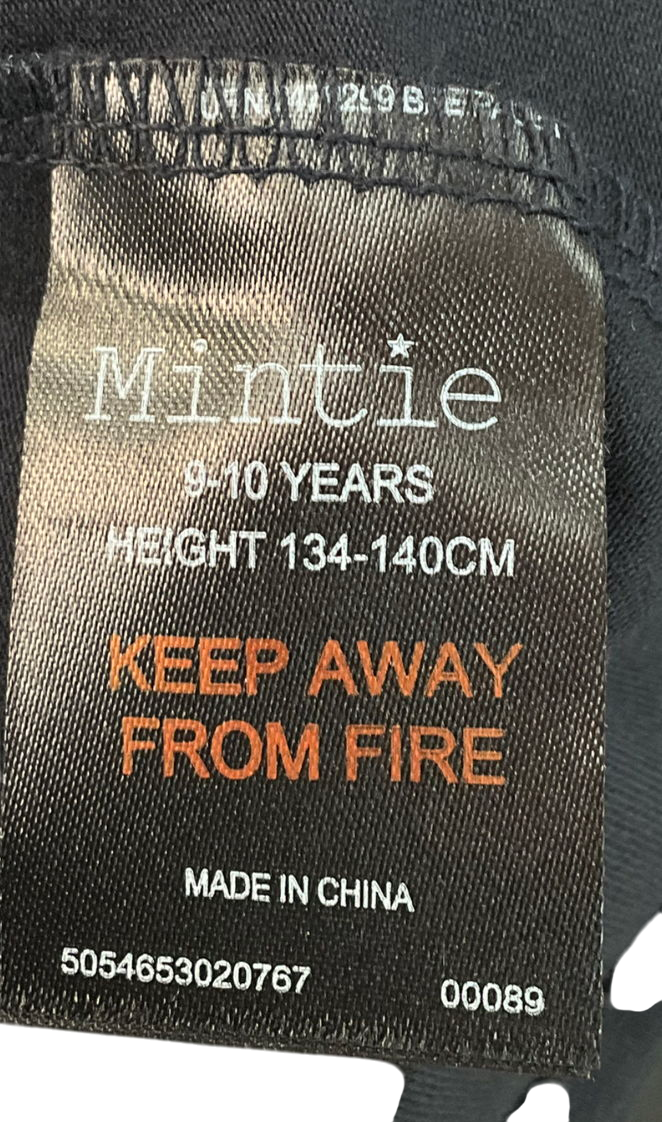 Mintie
9-10 YEARS
HEIGHT 134-140CM
KEEP AWAY
FROM FIRE
MADE IN CHINA
5054653020767 00089